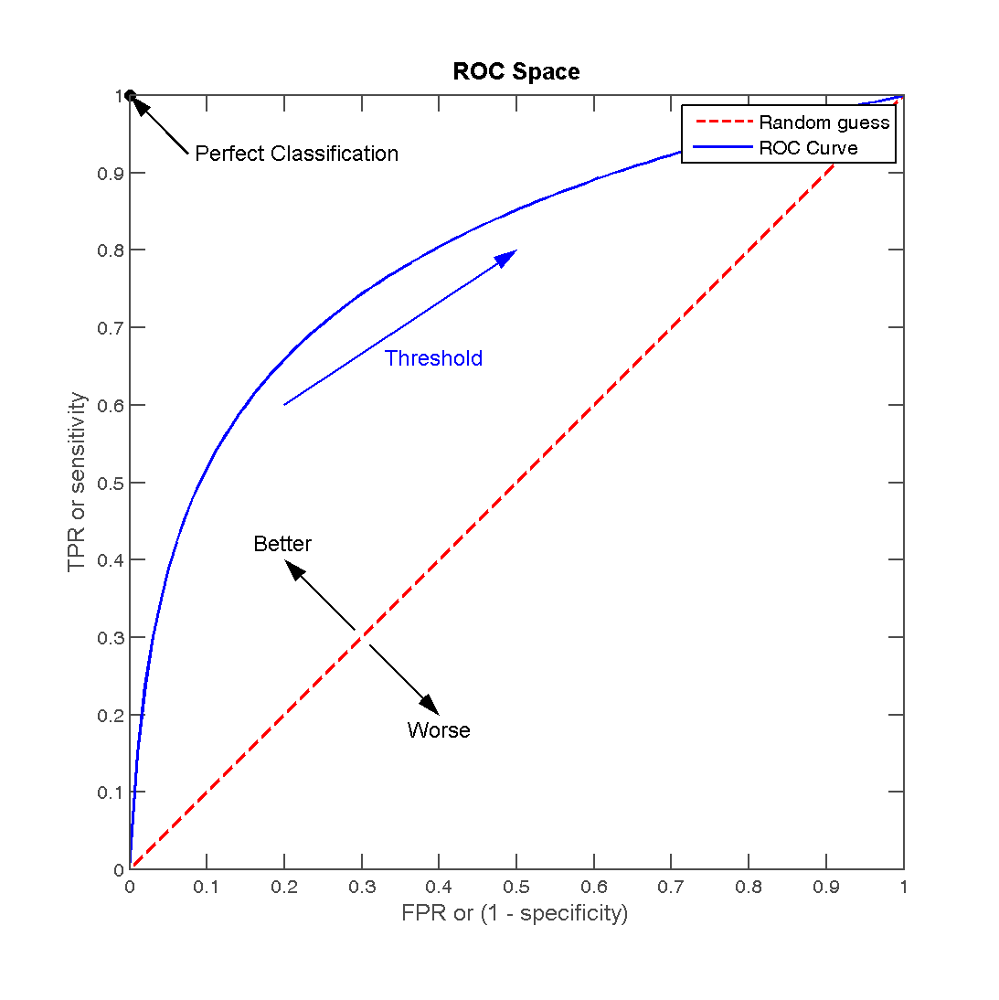 ROC Space
Random guess
ROC Curve
Perfect Classification
Threshold
Better
Worse
TPR or sensitivity
1
0.9
0.8
0.7
0.6
0.5
0.4
0.3
0.2
0.1
0
0 0.1 0.2 0.3 0.4 0.5 0.6 0.7 0.8 0.9 1
FPR or (1 - specificity)